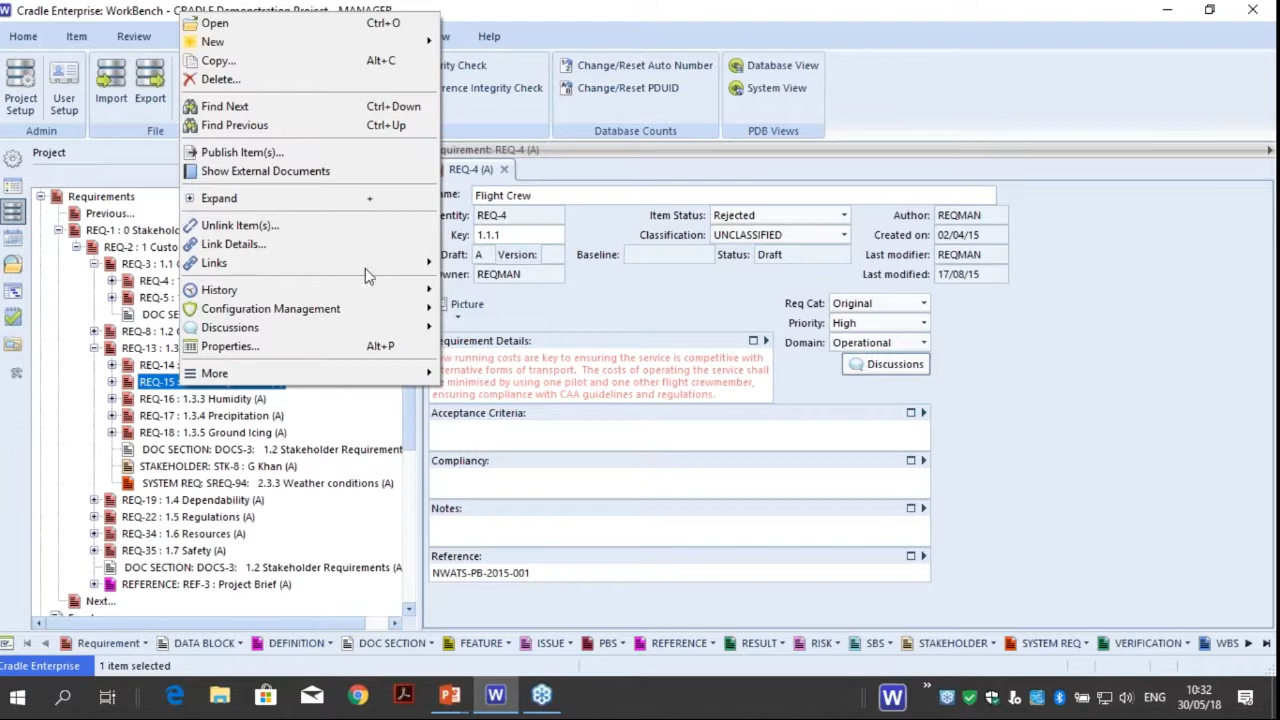 Cradle Enterprise: WorkBench - CRADLE Demonstration Project - MANAGER
Home Item Review Help
Project Setup
User Setup
Import
Export
Admin
File
Change/Reset Auto Number
Change/Reset PDUID
Database Counts
Database View
System View
PDB Views
Open Ctrl+O
New
Copy... Alt+C
Delete...
Find Next Ctrl+Down
Find Previous Ctrl+Up
Publish Item(s)...
Show External Documents
Expand +
Unlink Item(s)...
Link Details...
Links
History
Configuration Management
Discussions
Properties... Alt+P
More
Project
Requirements
Previous...
REQ-1 : 0 Stakeho
REQ-2 : 1 Custo
REQ-3 : 1.1 C
REQ-4 :
REQ-5 :
DOC SE
REQ-8 : 1.2
REQ-13 : 1.3
REQ-14
REQ-15 :
REQ-16 : 1.3.3 Humidity (A)
REQ-17 : 1.3.4 Precipitation (A)
REQ-18 : 1.3.5 Ground Icing (A)
DOC SECTION: DOCS-3: 1.2 Stakeholder Requirement
STAKEHOLDER: STK-8 : G Khan (A)
SYSTEM REQ: SREQ-94: 2.3.3 Weather conditions (A)
REQ-19 : 1.4 Dependability (A)
REQ-22 : 1.5 Regulations (A)
REQ-34 : 1.6 Resources (A)
REQ-35 : 1.7 Safety (A)
DOC SECTION: DOCS-3: 1.2 Stakeholder Requirements (A
REFERENCE: REF-3 : Project Brief (A)
Next...
rity Check
rence Integrity Check
quirement: REQ-4 (A)
REQ-4 (A)
ame: Flight Crew
entity: REQ-4 Item Status: Rejected Author: REQMAN
Key: 1.1.1 Classification: UNCLASSIFIED Created on: 02/04/15
Draft: A Version: Baseline: Status: Draft Last modifier: REQMAN
wner: REQMAN Last modified: 17/08/15
Picture
Req Cat: Original
Priority: High
Domain: Operational
Discussions
equirement Details:
ow running costs are key to ensuring the service is competitive with
ternative forms of transport. The costs of operating the service shall
e minimised by using one pilot and one other flight crewmember,
ensuring compliance with CAA guidelines and regulations.
Acceptance Criteria:
Compliancy:
Notes:
Reference:
NWATS-PB-2015-001
Requirement DATA BLOCK DEFINITION DOC SECTION FEATURE ISSUE PBS REFERENCE RESULT RISK SBS STAKEHOLDER SYSTEM REQ VERIFICATION WBS
Cradle Enterprise 1 item selected
ENG
10:32
30/05/18